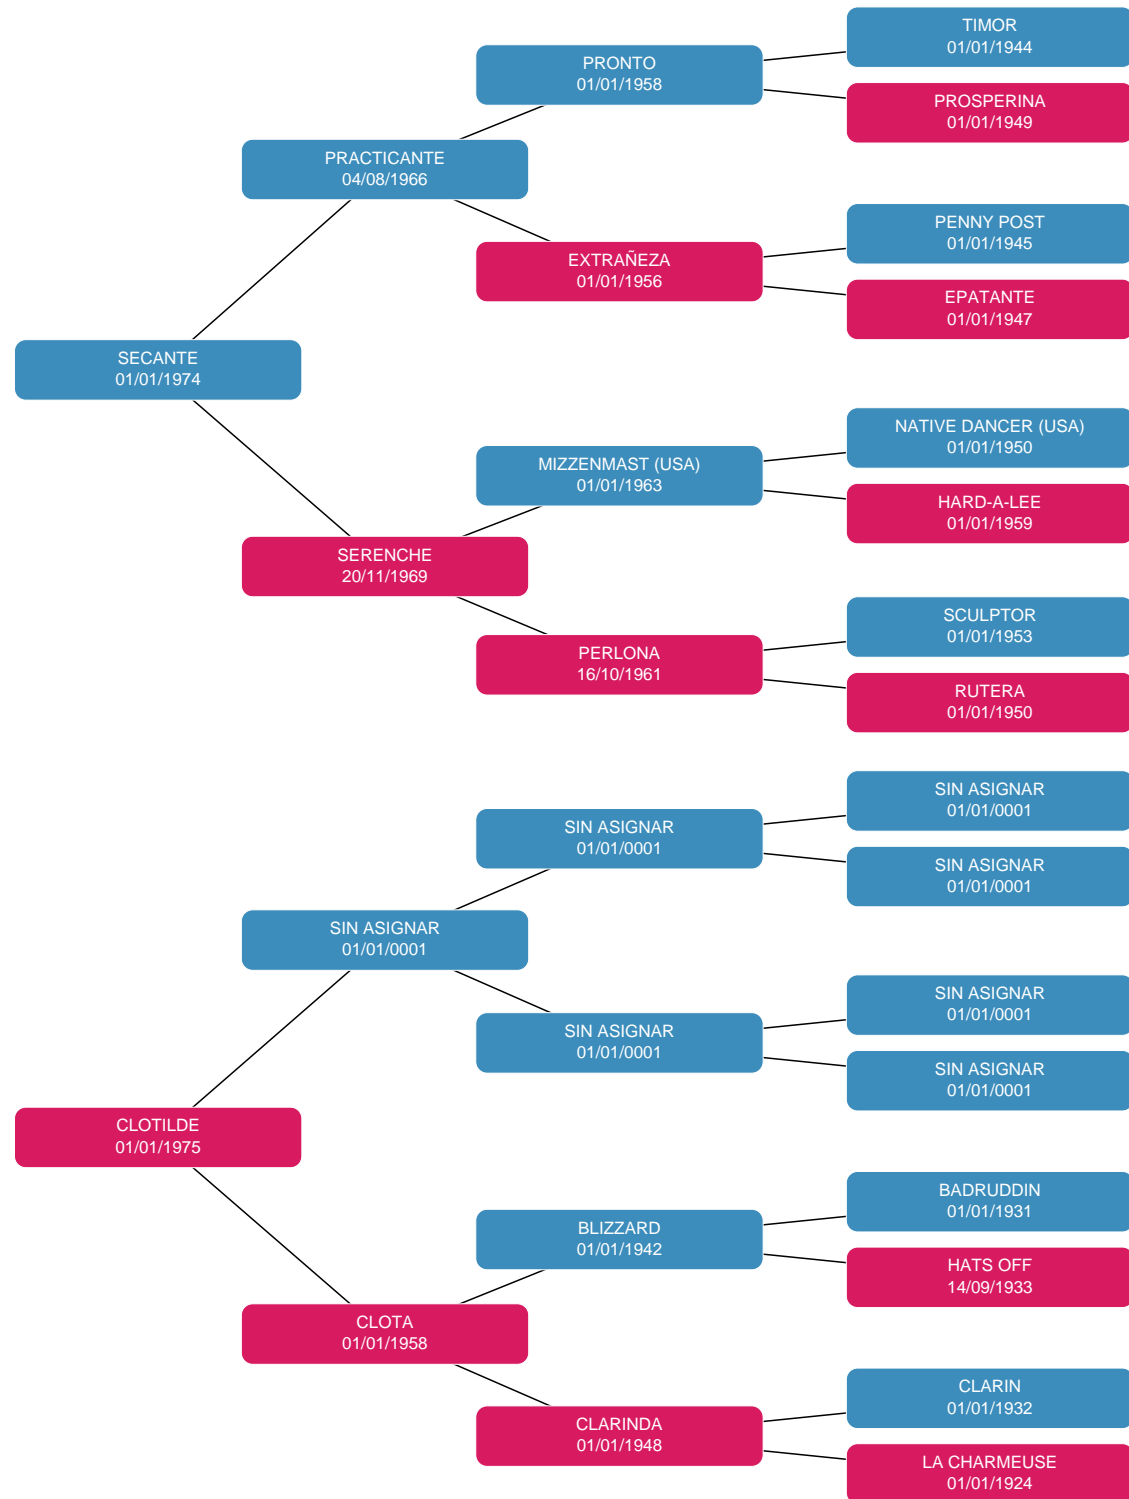 TIMOR
01/01/1944
PRONTO
01/01/1958
PROSPERINA
01/01/1949
PRACTICANTE
04/08/1966
PENNY POST
01/01/1945
EXTRAÑEZA
01/01/1956
EPATANTE
01/01/1947
SECANTE
01/01/1974
NATIVE DANCER (USA)
01/01/1950
MIZZENMAST (USA)
01/01/1963
HARD-A-LEE
01/01/1959
SERENCHE
20/11/1969
SCULPTOR
01/01/1953
PERLONA
16/10/1961
RUTERA
01/01/1950
SIN ASIGNAR
01/01/0001
SIN ASIGNAR
01/01/0001
SIN ASIGNAR
01/01/0001
SIN ASIGNAR
01/01/0001
SIN ASIGNAR
01/01/0001
SIN ASIGNAR
01/01/0001
SIN ASIGNAR
01/01/0001
CLOTILDE
01/01/1975
BADRUDDIN
01/01/1931
BLIZZARD
01/01/1942
HATS OFF
14/09/1933
CLOTA
01/01/1958
CLARIN
01/01/1932
CLARINDA
01/01/1948
LA CHARMEUSE
01/01/1924